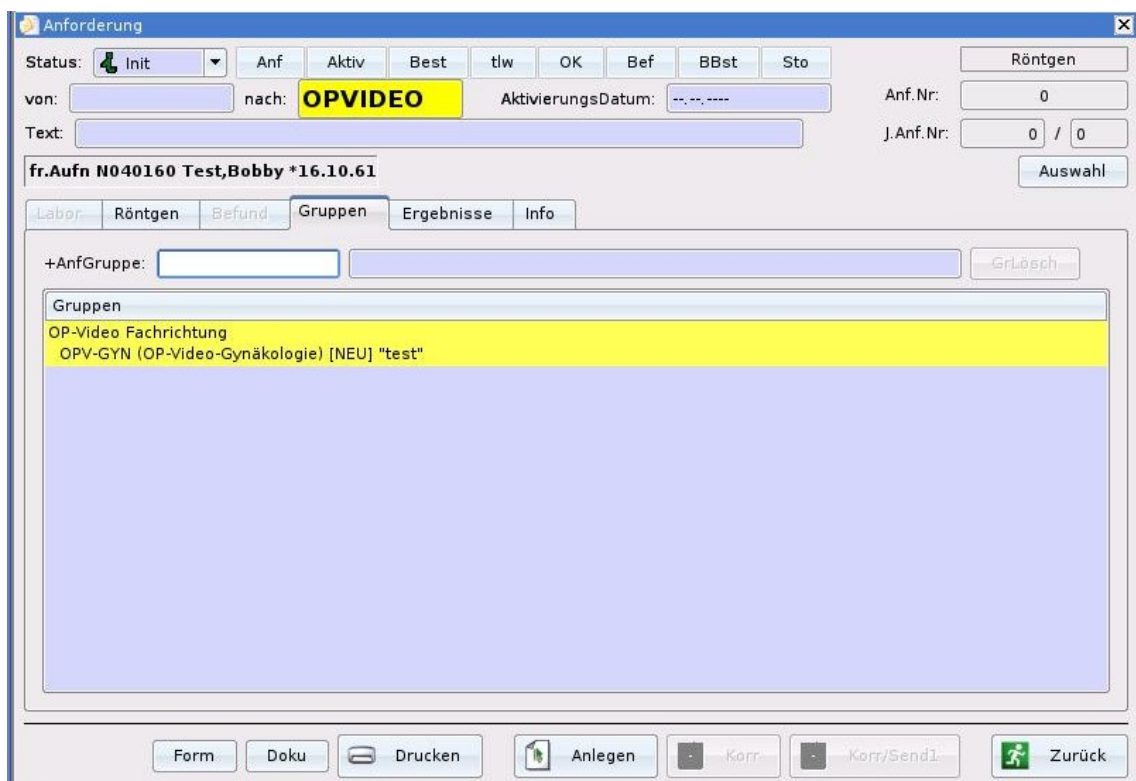 Anforderung
Status: Init Anf Aktiv Best tlw OK Bef BBst Sto Röntgen
von: nach: OPVIDEO AktivierungsDatum: --.--.---- Anf.Nr: 0
Text: J.Anf.Nr: 0 / 0
fr.Aufn N040160 Test,Bobby *16.10.61 Auswahl
Labor Röntgen Befund Gruppen Ergebnisse Info
+AnfGruppe: GrLösch
Gruppen
OP-Video Fachrichtung
OPV-GYN (OP-Video-Gynäkologie) [NEU] "test"
Form Doku Drucken Anlegen Korr Korr/Send1 Zurück